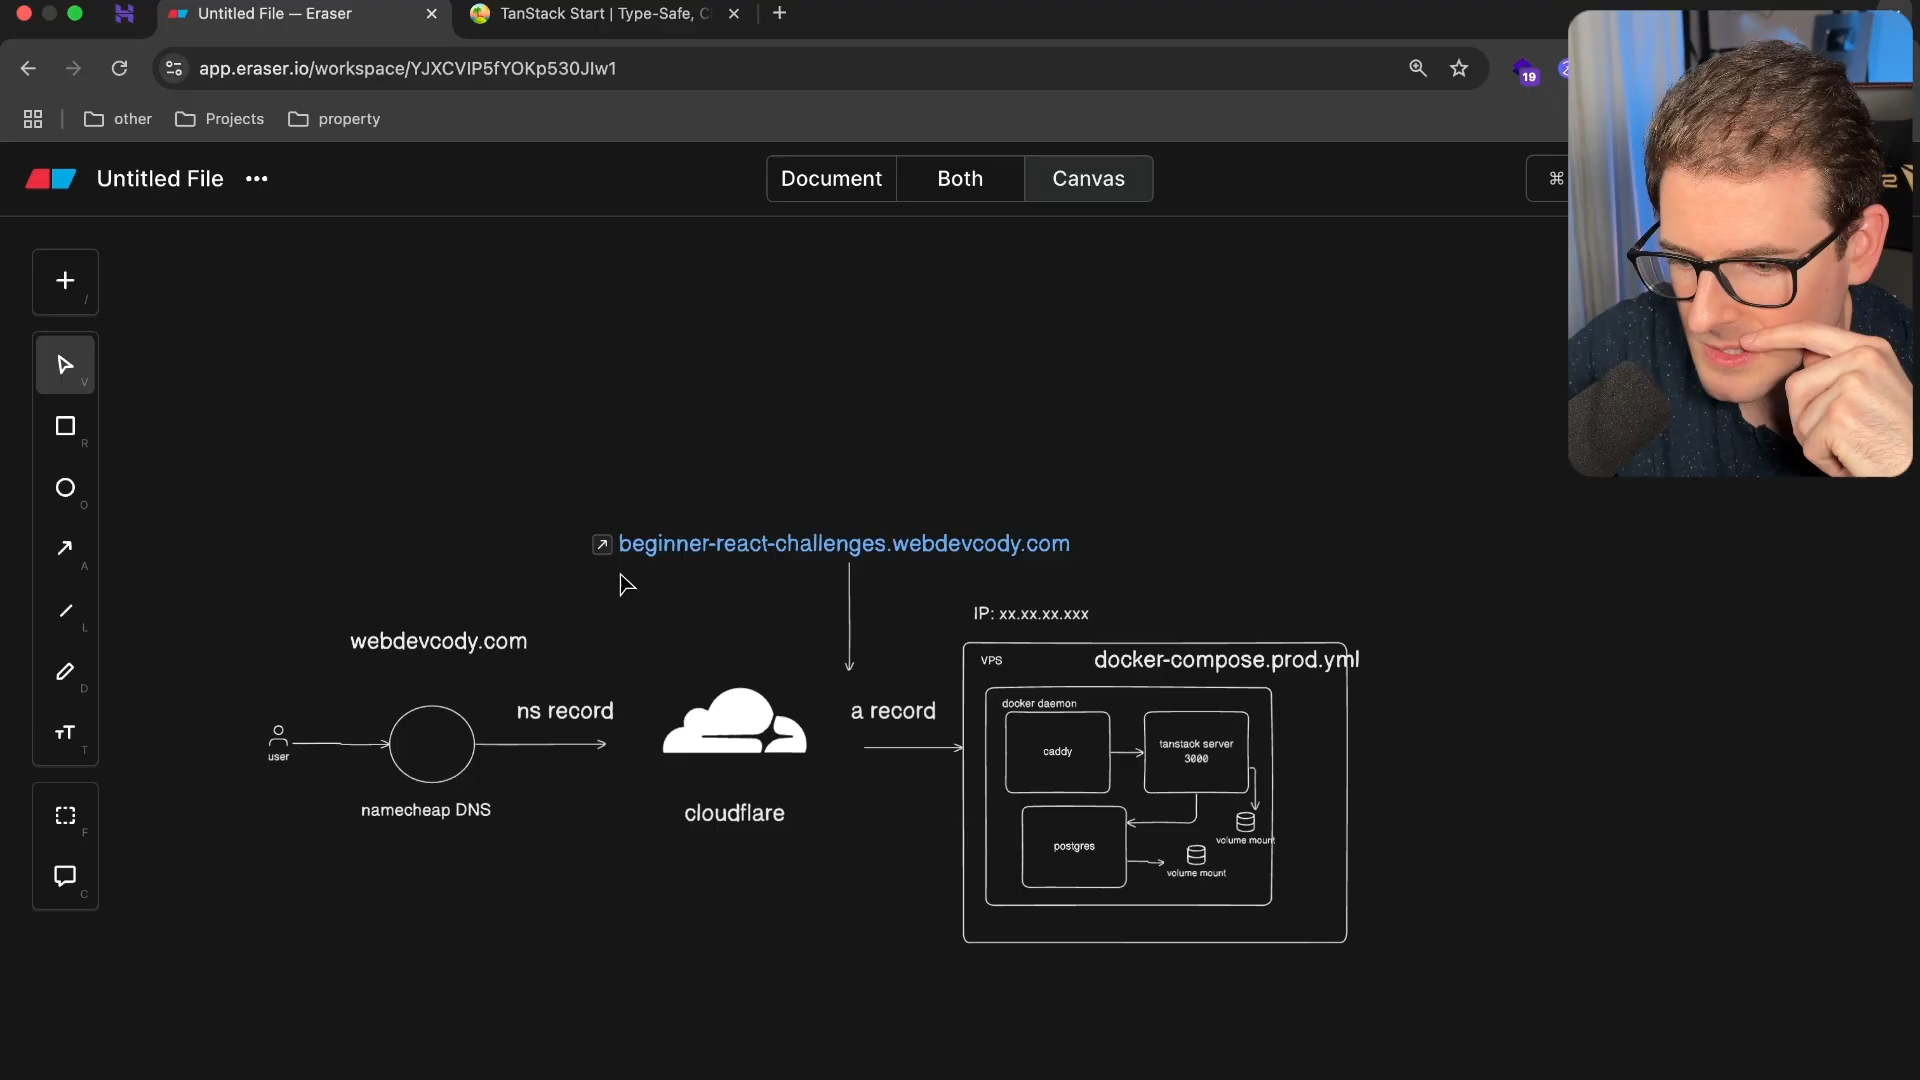 Untitled File — Eraser
TanStack Start | Type-Safe, C
app.eraser.io/workspace/YJXCVIP5fYOKp530JIw1
19
other
Projects
property
Untitled File
Document
Both
Canvas
⌘
/
V
R
O
A
L
D
T
F
C
beginner-react-challenges.webdevcody.com
IP: xx.xx.xx.xxx
webdevcody.com
VPS
docker-compose.prod.yml
docker daemon
ns record
a record
user
caddy
tanstack server
3000
namecheap DNS
cloudflare
postgres
volume mount
volume mount